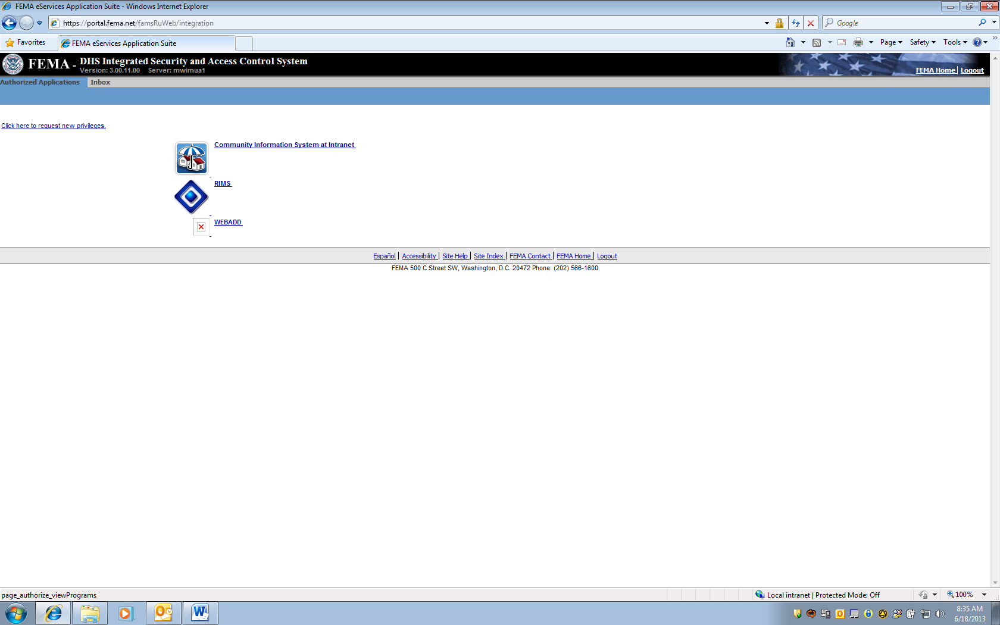 FEMA eServices Application Suite - Windows Internet Explorer
https://portal.fema.net/famsRuWeb/integration
Google
Favorites
FEMA eServices Application Suite
Page
Safety
Tools
»
FEMA - DHS Integrated Security and Access Control System
Version: 3.00.11.00 Server: mwimua1
FEMA Home | Logout
Authorized Applications
Inbox
Click here to request new privileges.
Community Information System at Intranet
RIMS
WEBADD
Español | Accessibility | Site Help | Site Index | FEMA Contact | FEMA Home | Logout
FEMA 500 C Street SW, Washington, D.C. 20472 Phone: (202) 566-1600
page_authorize_viewPrograms
Local intranet | Protected Mode: Off
100%
8:35 AM
6/18/2013